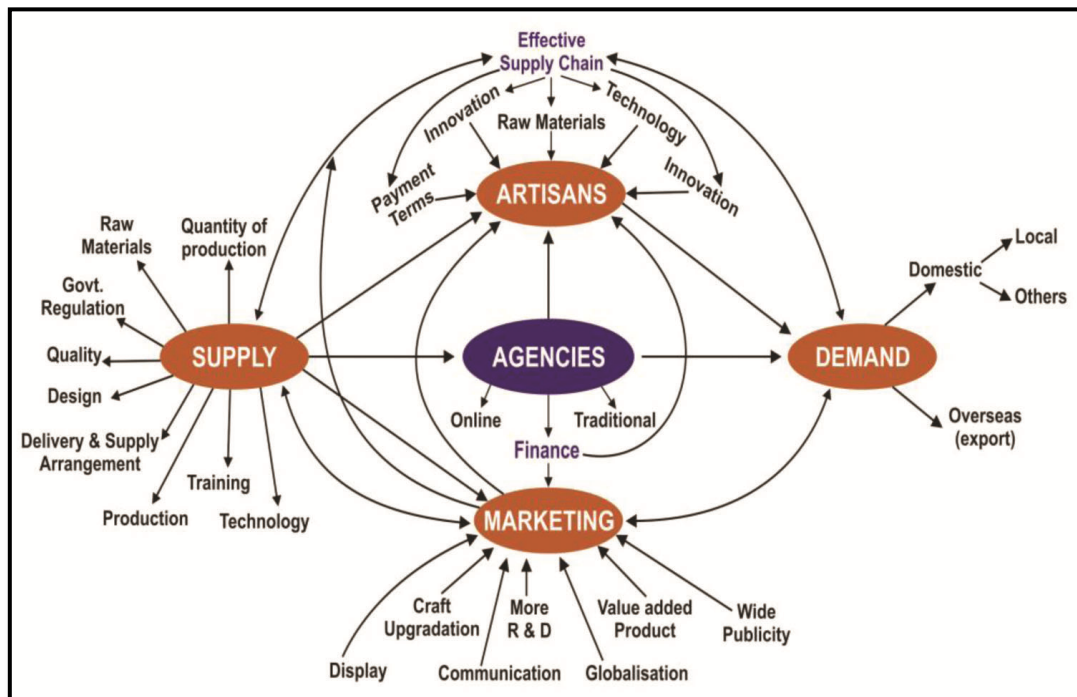 Effective
Supply Chain
Innovation
Raw Materials
Technology
Payment
Terms
ARTISANS
Innovation
Raw
Materials
Quantity of
production
Govt.
Regulation
Quality
Design
Delivery & Supply
Arrangement
Production
Training
Technology
SUPPLY
AGENCIES
Online
Traditional
Finance
DEMAND
Domestic
Local
Others
Overseas
(export)
MARKETING
Display
Craft
Upgradation
Communication
More
R & D
Globalisation
Value added
Product
Wide
Publicity